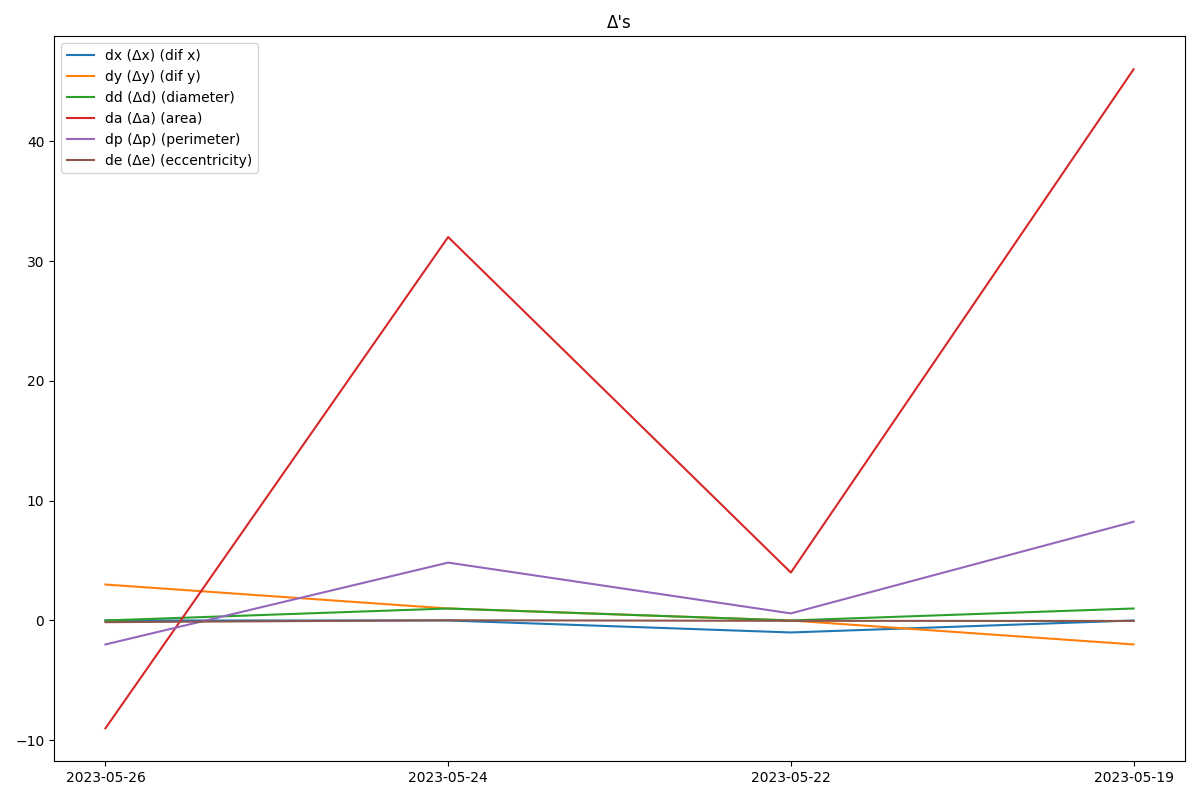 Δ's
dx (Δx) (dif x)
dy (Δy) (dif y)
dd (Δd) (diameter)
da (Δa) (area)
dp (Δp) (perimeter)
de (Δe) (eccentricity)
40
30
20
10
0
−10
2023-05-26
2023-05-24
2023-05-22
2023-05-19